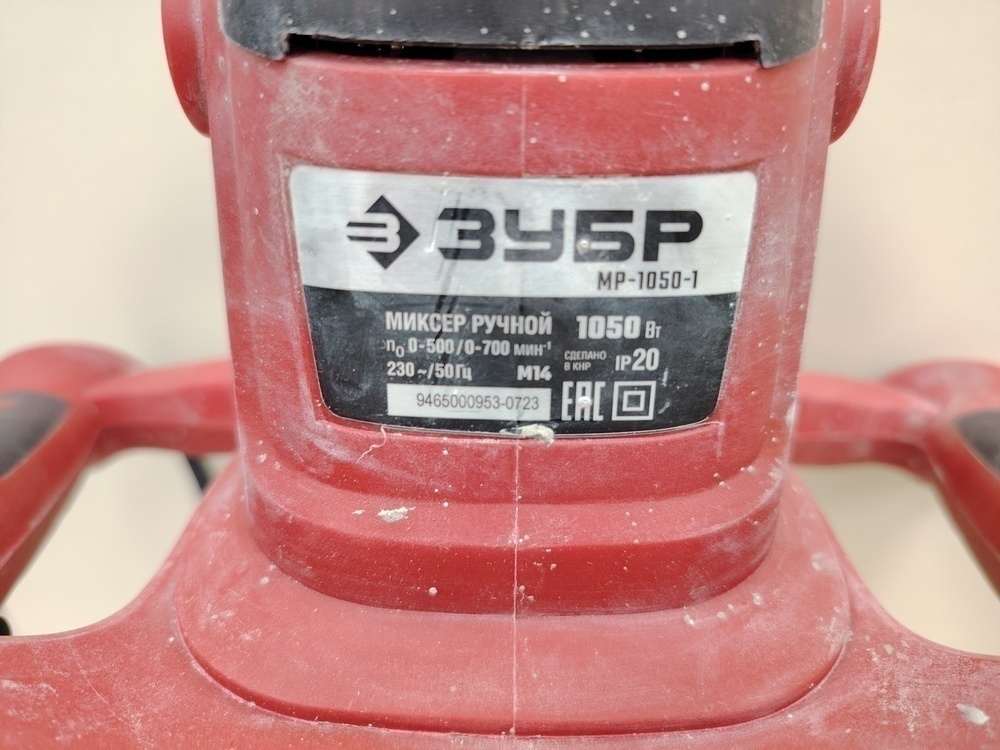 ЗУБР
МР-1050-1
МИКСЕР РУЧНОЙ 1050 Вт
n₀ 0-500/0-700 мин⁻¹
СДЕЛАНО В КНР IP20
230 ~/50Гц М14
9465000953-0723 EAC